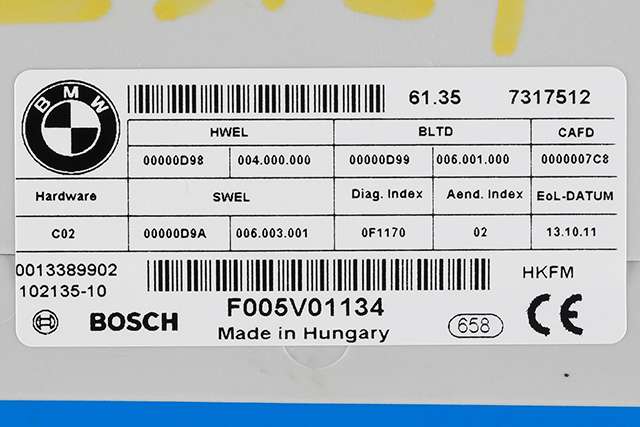 BMW
61.35 7317512
HWEL BLTD CAFD
00000D98 004.000.000 00000D99 006.001.000 0000007C8
Hardware SWEL Diag. Index Aend. Index EoL-DATUM
C02 00000D9A 006.003.001 0F1170 02 13.10.11
0013389902 HKFM
102135-10
BOSCH F005V01134 658 CE
Made in Hungary